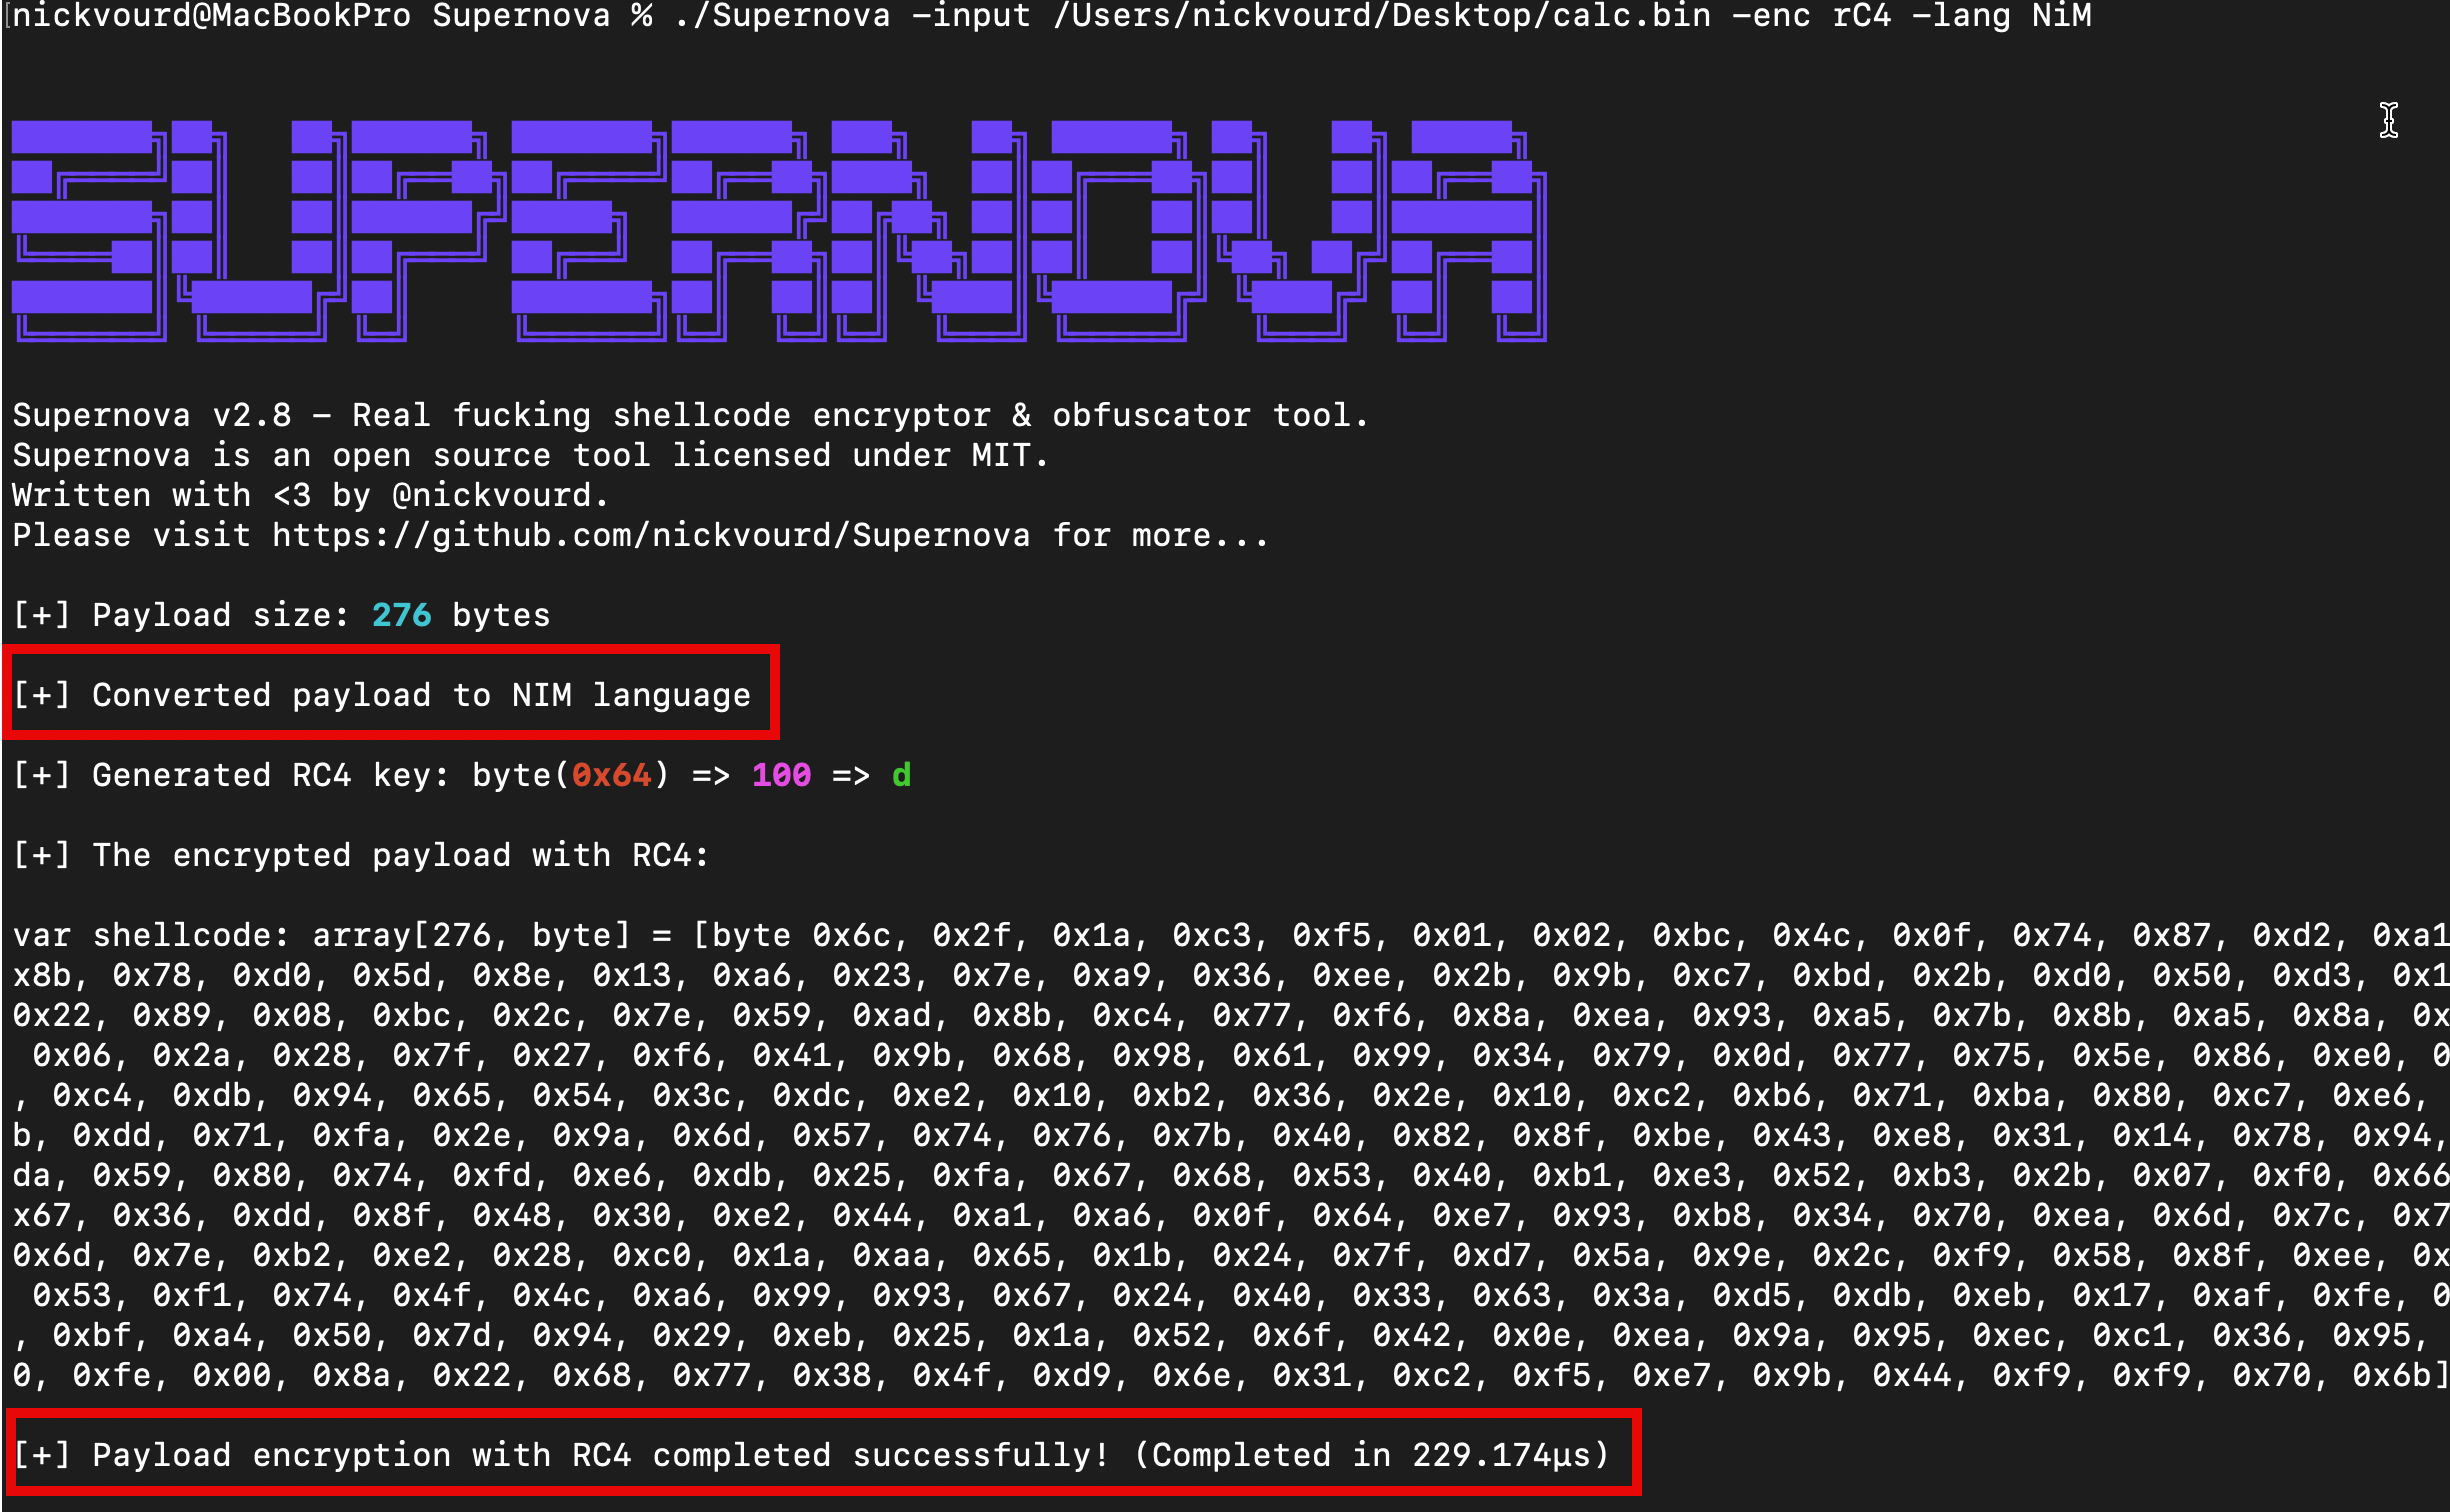 nickvourd@MacBookPro Supernova % ./Supernova -input /Users/nickvourd/Desktop/calc.bin -enc rC4 -lang NiM
SUPERNOVA
Supernova v2.8 - Real fucking shellcode encryptor & obfuscator tool.
Supernova is an open source tool licensed under MIT.
Written with <3 by @nickvourd.
Please visit https://github.com/nickvourd/Supernova for more...
[+] Payload size: 276 bytes
[+] Converted payload to NIM language
[+] Generated RC4 key: byte(0x64) => 100 => d
[+] The encrypted payload with RC4:
var shellcode: array[276, byte] = [byte 0x6c, 0x2f, 0x1a, 0xc3, 0xf5, 0x01, 0x02, 0xbc, 0x4c, 0x0f, 0x74, 0x87, 0xd2, 0xa1
x8b, 0x78, 0xd0, 0x5d, 0x8e, 0x13, 0xa6, 0x23, 0x7e, 0xa9, 0x36, 0xee, 0x2b, 0x9b, 0xc7, 0xbd, 0x2b, 0xd0, 0x50, 0xd3, 0x1
0x22, 0x89, 0x08, 0xbc, 0x2c, 0x7e, 0x59, 0xad, 0x8b, 0xc4, 0x77, 0xf6, 0x8a, 0xea, 0x93, 0xa5, 0x7b, 0x8b, 0xa5, 0x8a, 0x
0x06, 0x2a, 0x28, 0x7f, 0x27, 0xf6, 0x41, 0x9b, 0x68, 0x98, 0x61, 0x99, 0x34, 0x79, 0x0d, 0x77, 0x75, 0x5e, 0x86, 0xe0, 0
, 0xc4, 0xdb, 0x94, 0x65, 0x54, 0x3c, 0xdc, 0xe2, 0x10, 0xb2, 0x36, 0x2e, 0x10, 0xc2, 0xb6, 0x71, 0xba, 0x80, 0xc7, 0xe6,
b, 0xdd, 0x71, 0xfa, 0x2e, 0x9a, 0x6d, 0x57, 0x74, 0x76, 0x7b, 0x40, 0x82, 0x8f, 0xbe, 0x43, 0xe8, 0x31, 0x14, 0x78, 0x94,
da, 0x59, 0x80, 0x74, 0xfd, 0xe6, 0xdb, 0x25, 0xfa, 0x67, 0x68, 0x53, 0x40, 0xb1, 0xe3, 0x52, 0xb3, 0x2b, 0x07, 0xf0, 0x66
x67, 0x36, 0xdd, 0x8f, 0x48, 0x30, 0xe2, 0x44, 0xa1, 0xa6, 0x0f, 0x64, 0xe7, 0x93, 0xb8, 0x34, 0x70, 0xea, 0x6d, 0x7c, 0x7
0x6d, 0x7e, 0xb2, 0xe2, 0x28, 0xc0, 0x1a, 0xaa, 0x65, 0x1b, 0x24, 0x7f, 0xd7, 0x5a, 0x9e, 0x2c, 0xf9, 0x58, 0x8f, 0xee, 0x
0x53, 0xf1, 0x74, 0x4f, 0x4c, 0xa6, 0x99, 0x93, 0x67, 0x24, 0x40, 0x33, 0x63, 0x3a, 0xd5, 0xdb, 0xeb, 0x17, 0xaf, 0xfe, 0
, 0xbf, 0xa4, 0x50, 0x7d, 0x94, 0x29, 0xeb, 0x25, 0x1a, 0x52, 0x6f, 0x42, 0x0e, 0xea, 0x9a, 0x95, 0xec, 0xc1, 0x36, 0x95,
0, 0xfe, 0x00, 0x8a, 0x22, 0x68, 0x77, 0x38, 0x4f, 0xd9, 0x6e, 0x31, 0xc2, 0xf5, 0xe7, 0x9b, 0x44, 0xf9, 0xf9, 0x70, 0x6b]
[+] Payload encryption with RC4 completed successfully! (Completed in 229.174µs)